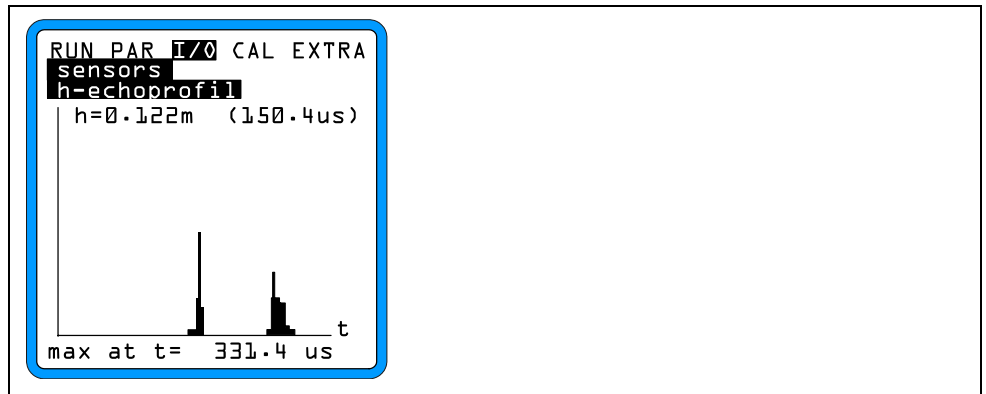 RUN PAR I/O CAL EXTRA
sensors
h-echoprofil
h=0.122m (150.4us)
t
max at t= 331.4 us